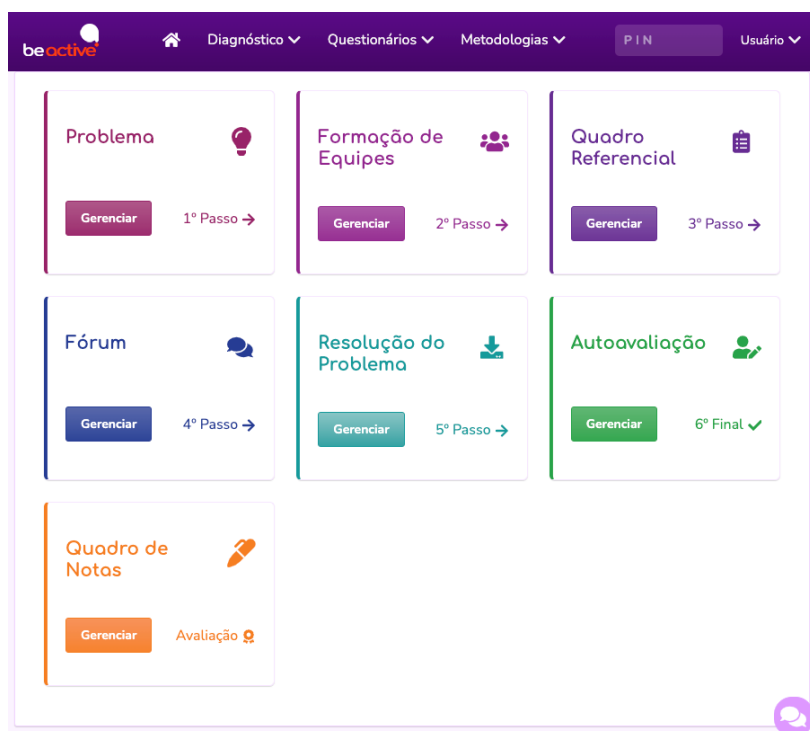 beactive
Diagnóstico
Questionários
Metodologias
PIN
Usuário
Problema
Gerenciar
1º Passo
Formação de
Equipes
Gerenciar
2º Passo
Quadro
Referencial
Gerenciar
3º Passo
Fórum
Gerenciar
4º Passo
Resolução do
Problema
Gerenciar
5º Passo
Autoavaliação
Gerenciar
6º Final
Quadro de
Notas
Gerenciar
Avaliação